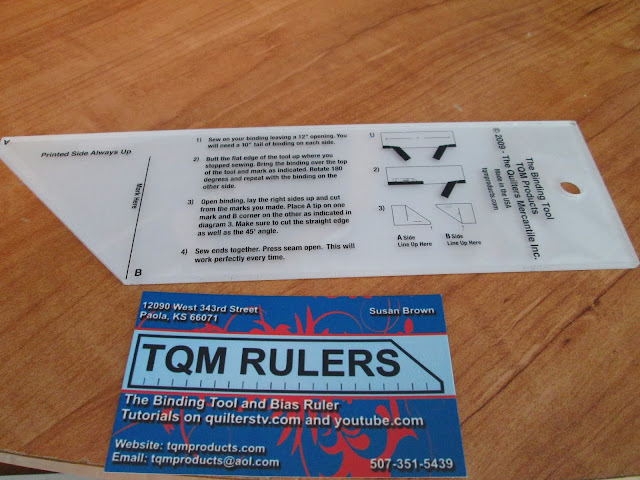 A
Printed Side Always Up
Mark Here
B
1) Sew on your binding leaving a 12" opening. You
will need a 10" tail of binding on each side.
2) Butt the flat edge of the tool up where you
stopped sewing. Bring the binding over the top
of the tool and mark as indicated. Rotate 180
degrees and repeat with the binding on the
other side.
3) Open binding, lay the right sides up and cut
from the marks you made. Place A tip on one
mark and B corner on the other as indicated in
diagram 3. Make sure to cut the straight edge
as well as the 45° angle.
4) Sew ends together. Press seam open. This will
work perfectly every time.
1)
2)
3)
A Side
Line Up Here
B Side
Line Up Here
The Binding Tool
TQM Products
© 2009 - The Quilters Mercantile Inc.
Made in the USA
tqmproducts.com
12090 West 343rd Street
Paola, KS 66071
Susan Brown
TQM RULERS
The Binding Tool and Bias Ruler
Tutorials on quilterstv.com and youtube.com
Website: tqmproducts.com
Email: tqmproducts@aol.com
507-351-5439